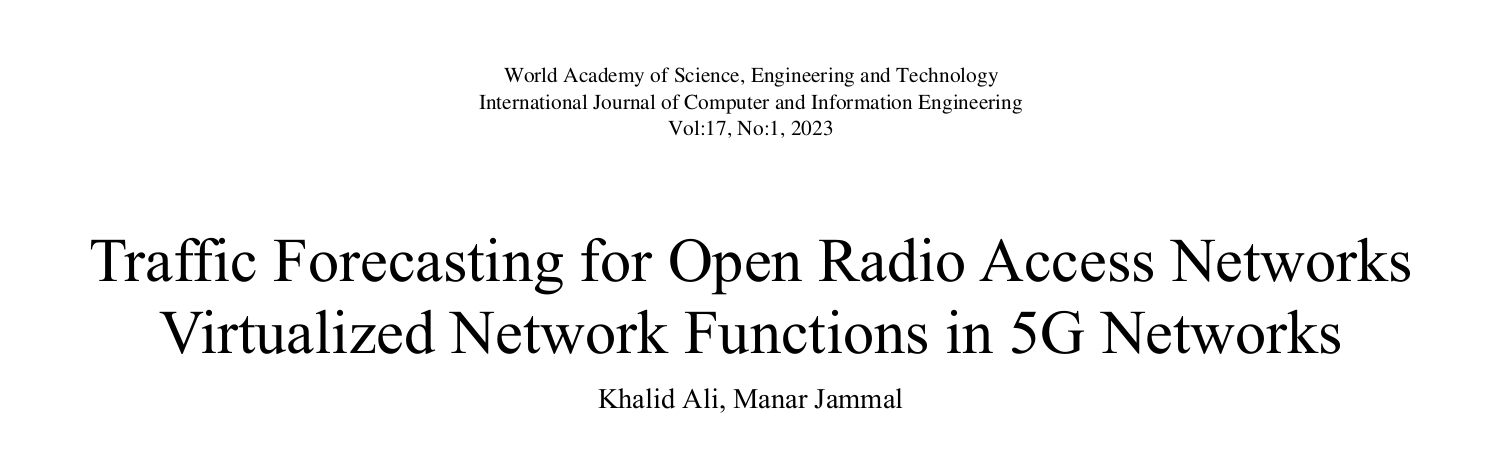 World Academy of Science, Engineering and Technology
International Journal of Computer and Information Engineering
Vol:17, No:1, 2023
Traffic Forecasting for Open Radio Access Networks
Virtualized Network Functions in 5G Networks
Khalid Ali, Manar Jammal